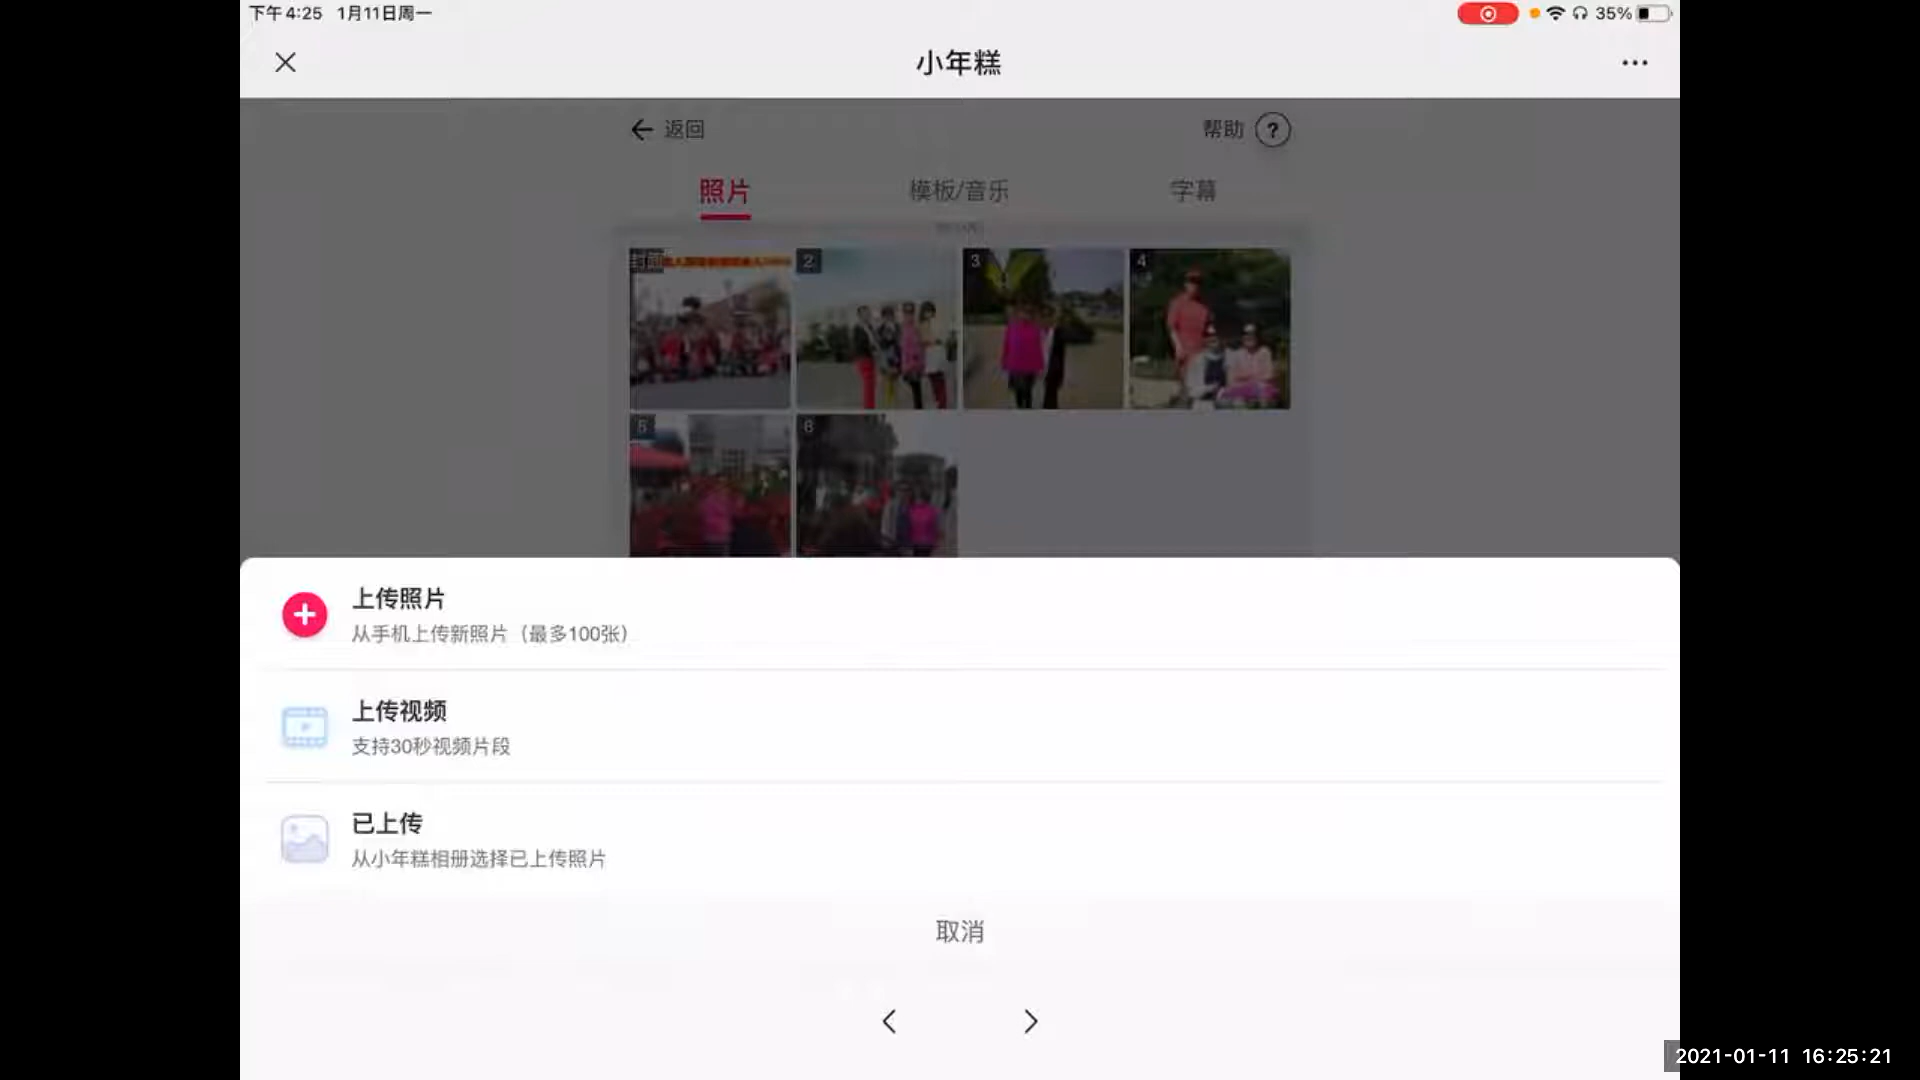 下午4:25 1月11日周一
35%
小年糕
返回
帮助 ?
照片
模板/音乐
字幕
封面
2
3
4
5
6
上传照片
从手机上传新照片（最多100张）
上传视频
支持30秒视频片段
已上传
从小年糕相册选择已上传照片
取消
2021-01-11 16:25:21